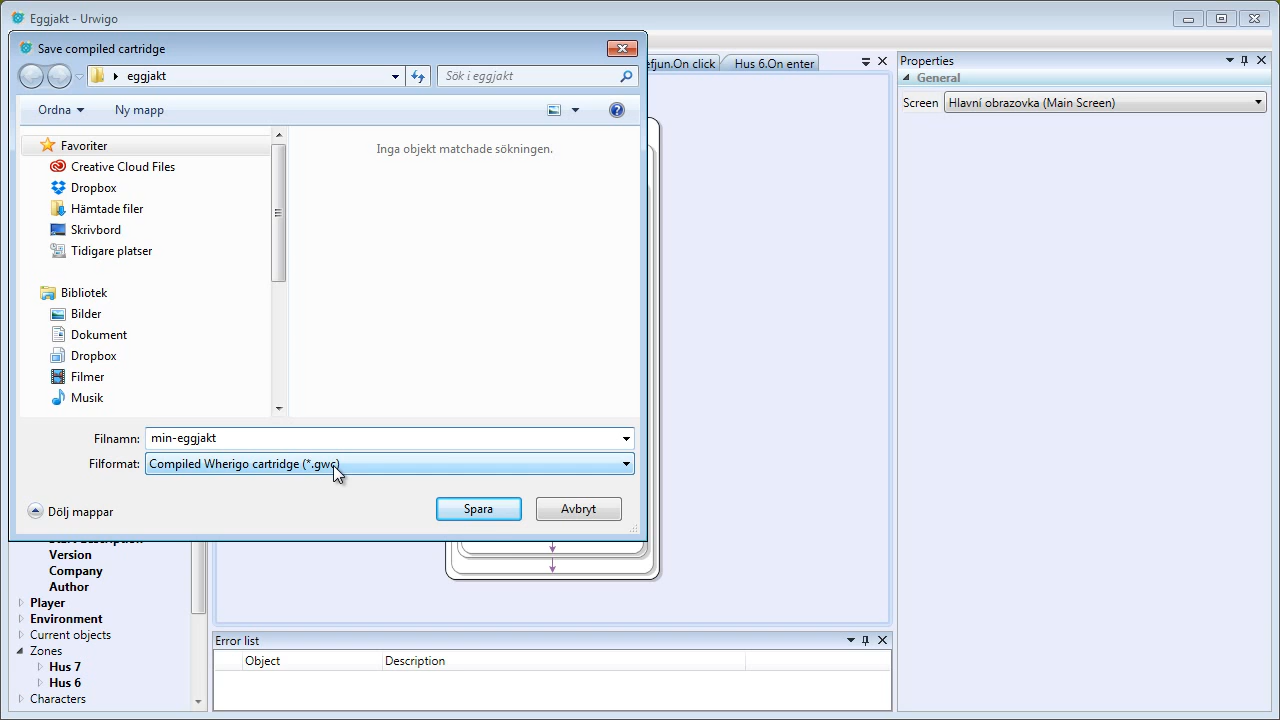 Eggjakt - Urwigo
Save compiled cartridge
eggjakt
Sök i eggjakt
Ordna
Ny mapp
Favoriter
Creative Cloud Files
Dropbox
Hämtade filer
Skrivbord
Tidigare platser
Bibliotek
Bilder
Dokument
Dropbox
Filmer
Musik
Inga objekt matchade sökningen.
Filnamn: min-eggjakt
Filformat: Compiled Wherigo cartridge (*.gwc)
Dölj mappar
Spara
Avbryt
efjun.On click
Hus 6.On enter
Properties
General
Screen Hlavní obrazovka (Main Screen)
Version
Company
Author
Player
Environment
Current objects
Zones
Hus 7
Hus 6
Characters
Error list
Object Description